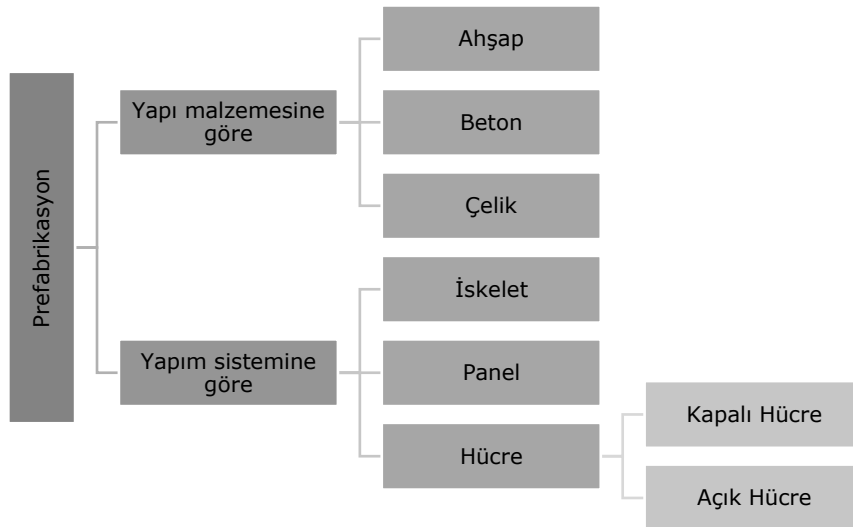 Prefabrikasyon
Yapı malzemesine
göre
Ahşap
Beton
Çelik
Yapım sistemine
göre
İskelet
Panel
Hücre
Kapalı Hücre
Açık Hücre